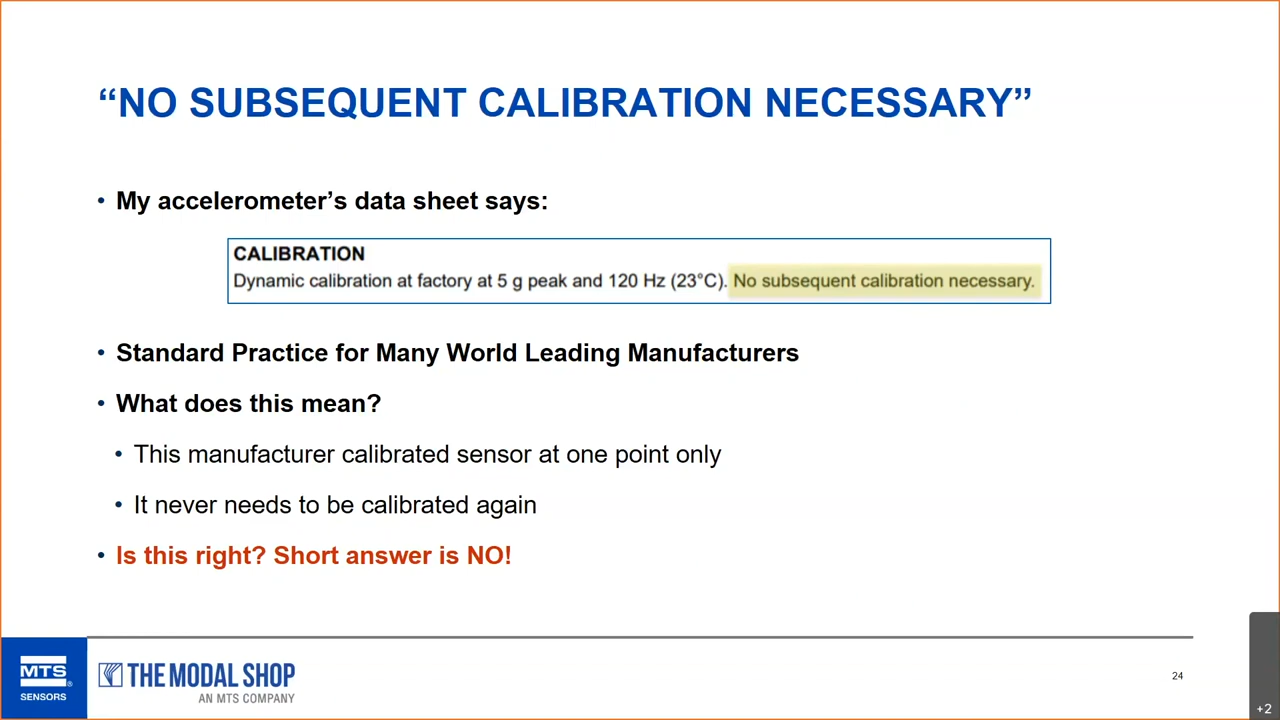 “NO SUBSEQUENT CALIBRATION NECESSARY”
• My accelerometer’s data sheet says:
CALIBRATION
Dynamic calibration at factory at 5 g peak and 120 Hz (23°C). No subsequent calibration necessary.
• Standard Practice for Many World Leading Manufacturers
• What does this mean?
• This manufacturer calibrated sensor at one point only
• It never needs to be calibrated again
• Is this right? Short answer is NO!
MTS®
SENSORS
THE MODAL SHOP
AN MTS COMPANY
24
+2